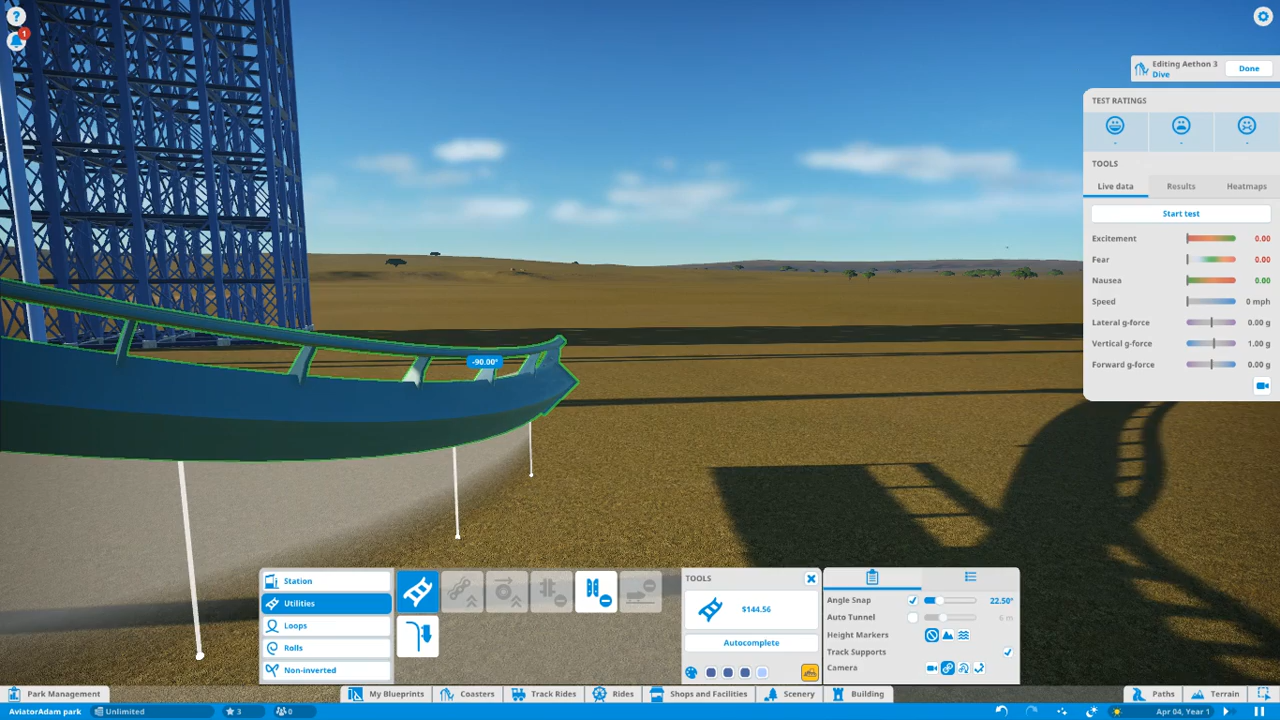 ?
1
Editing Aethon 3
Dive
Done
TEST RATINGS
- - -
TOOLS
Live data Results Heatmaps
Start test
Excitement 0.00
Fear 0.00
Nausea 0.00
Speed 0 mph
Lateral g-force 0.00 g
Vertical g-force 1.00 g
Forward g-force 0.00 g
-90.00°
Station
Utilities
Loops
Rolls
Non-inverted
TOOLS
$144.56
Autocomplete
Angle Snap 22.50°
Auto Tunnel 6 m
Height Markers
Track Supports
Camera
Park Management My Blueprints Coasters Track Rides Rides Shops and Facilities Scenery Building Paths Terrain
AviatorAdam park Unlimited 3 0 Apr 04, Year 1